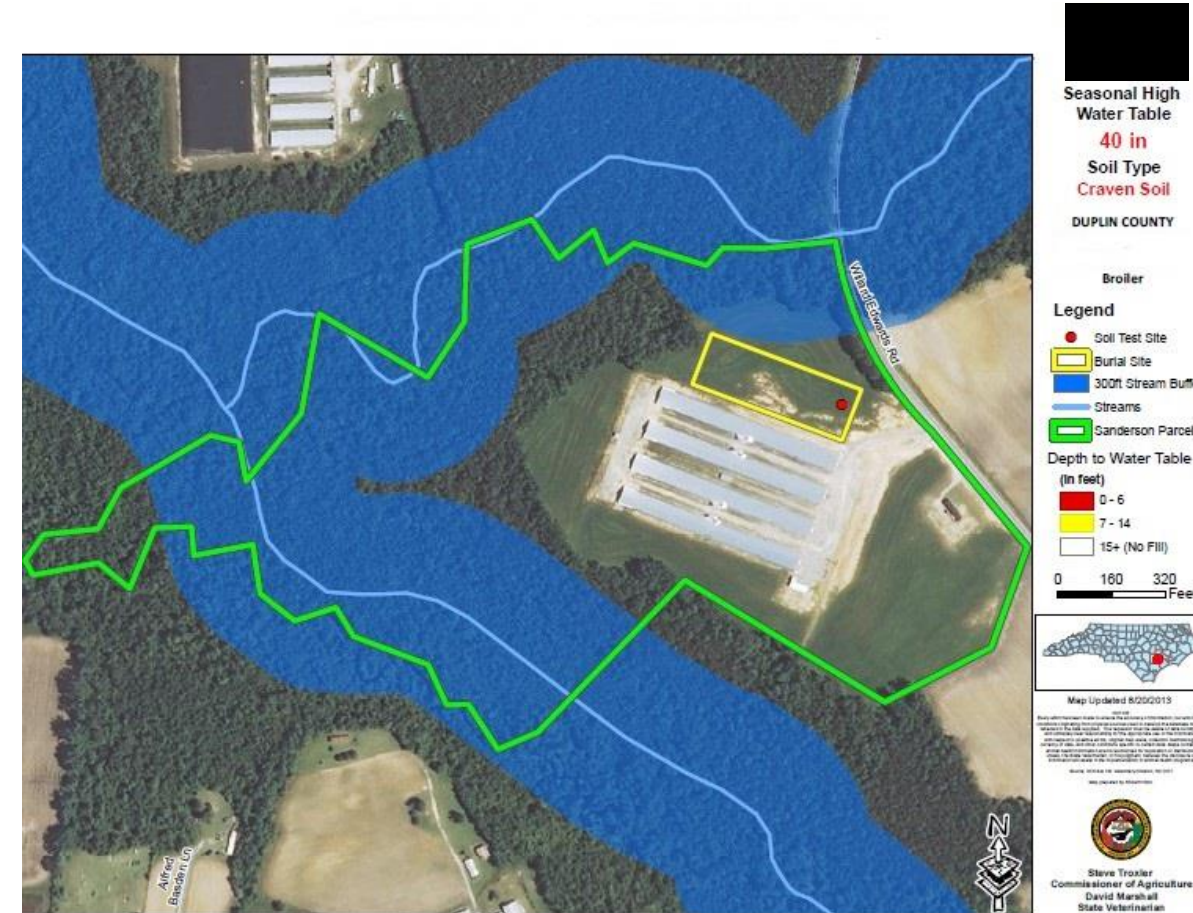 Seasonal High
Water Table
40 in
Soil Type
Craven Soil
DUPLIN COUNTY
Broiler
Legend
Soil Test Site
Burial Site
300ft Stream Buff
Streams
Sanderson Parcel
Depth to Water Table
(In feet)
0 - 6
7 - 14
15+ (No Fill)
0 160 320
Fee
Map Updated 8/20/2013
Steve Troxler
Commissioner of Agriculture
David Marshall
State Veterinarian
Willard Edwards Rd
Alfred
Basden Ln
N